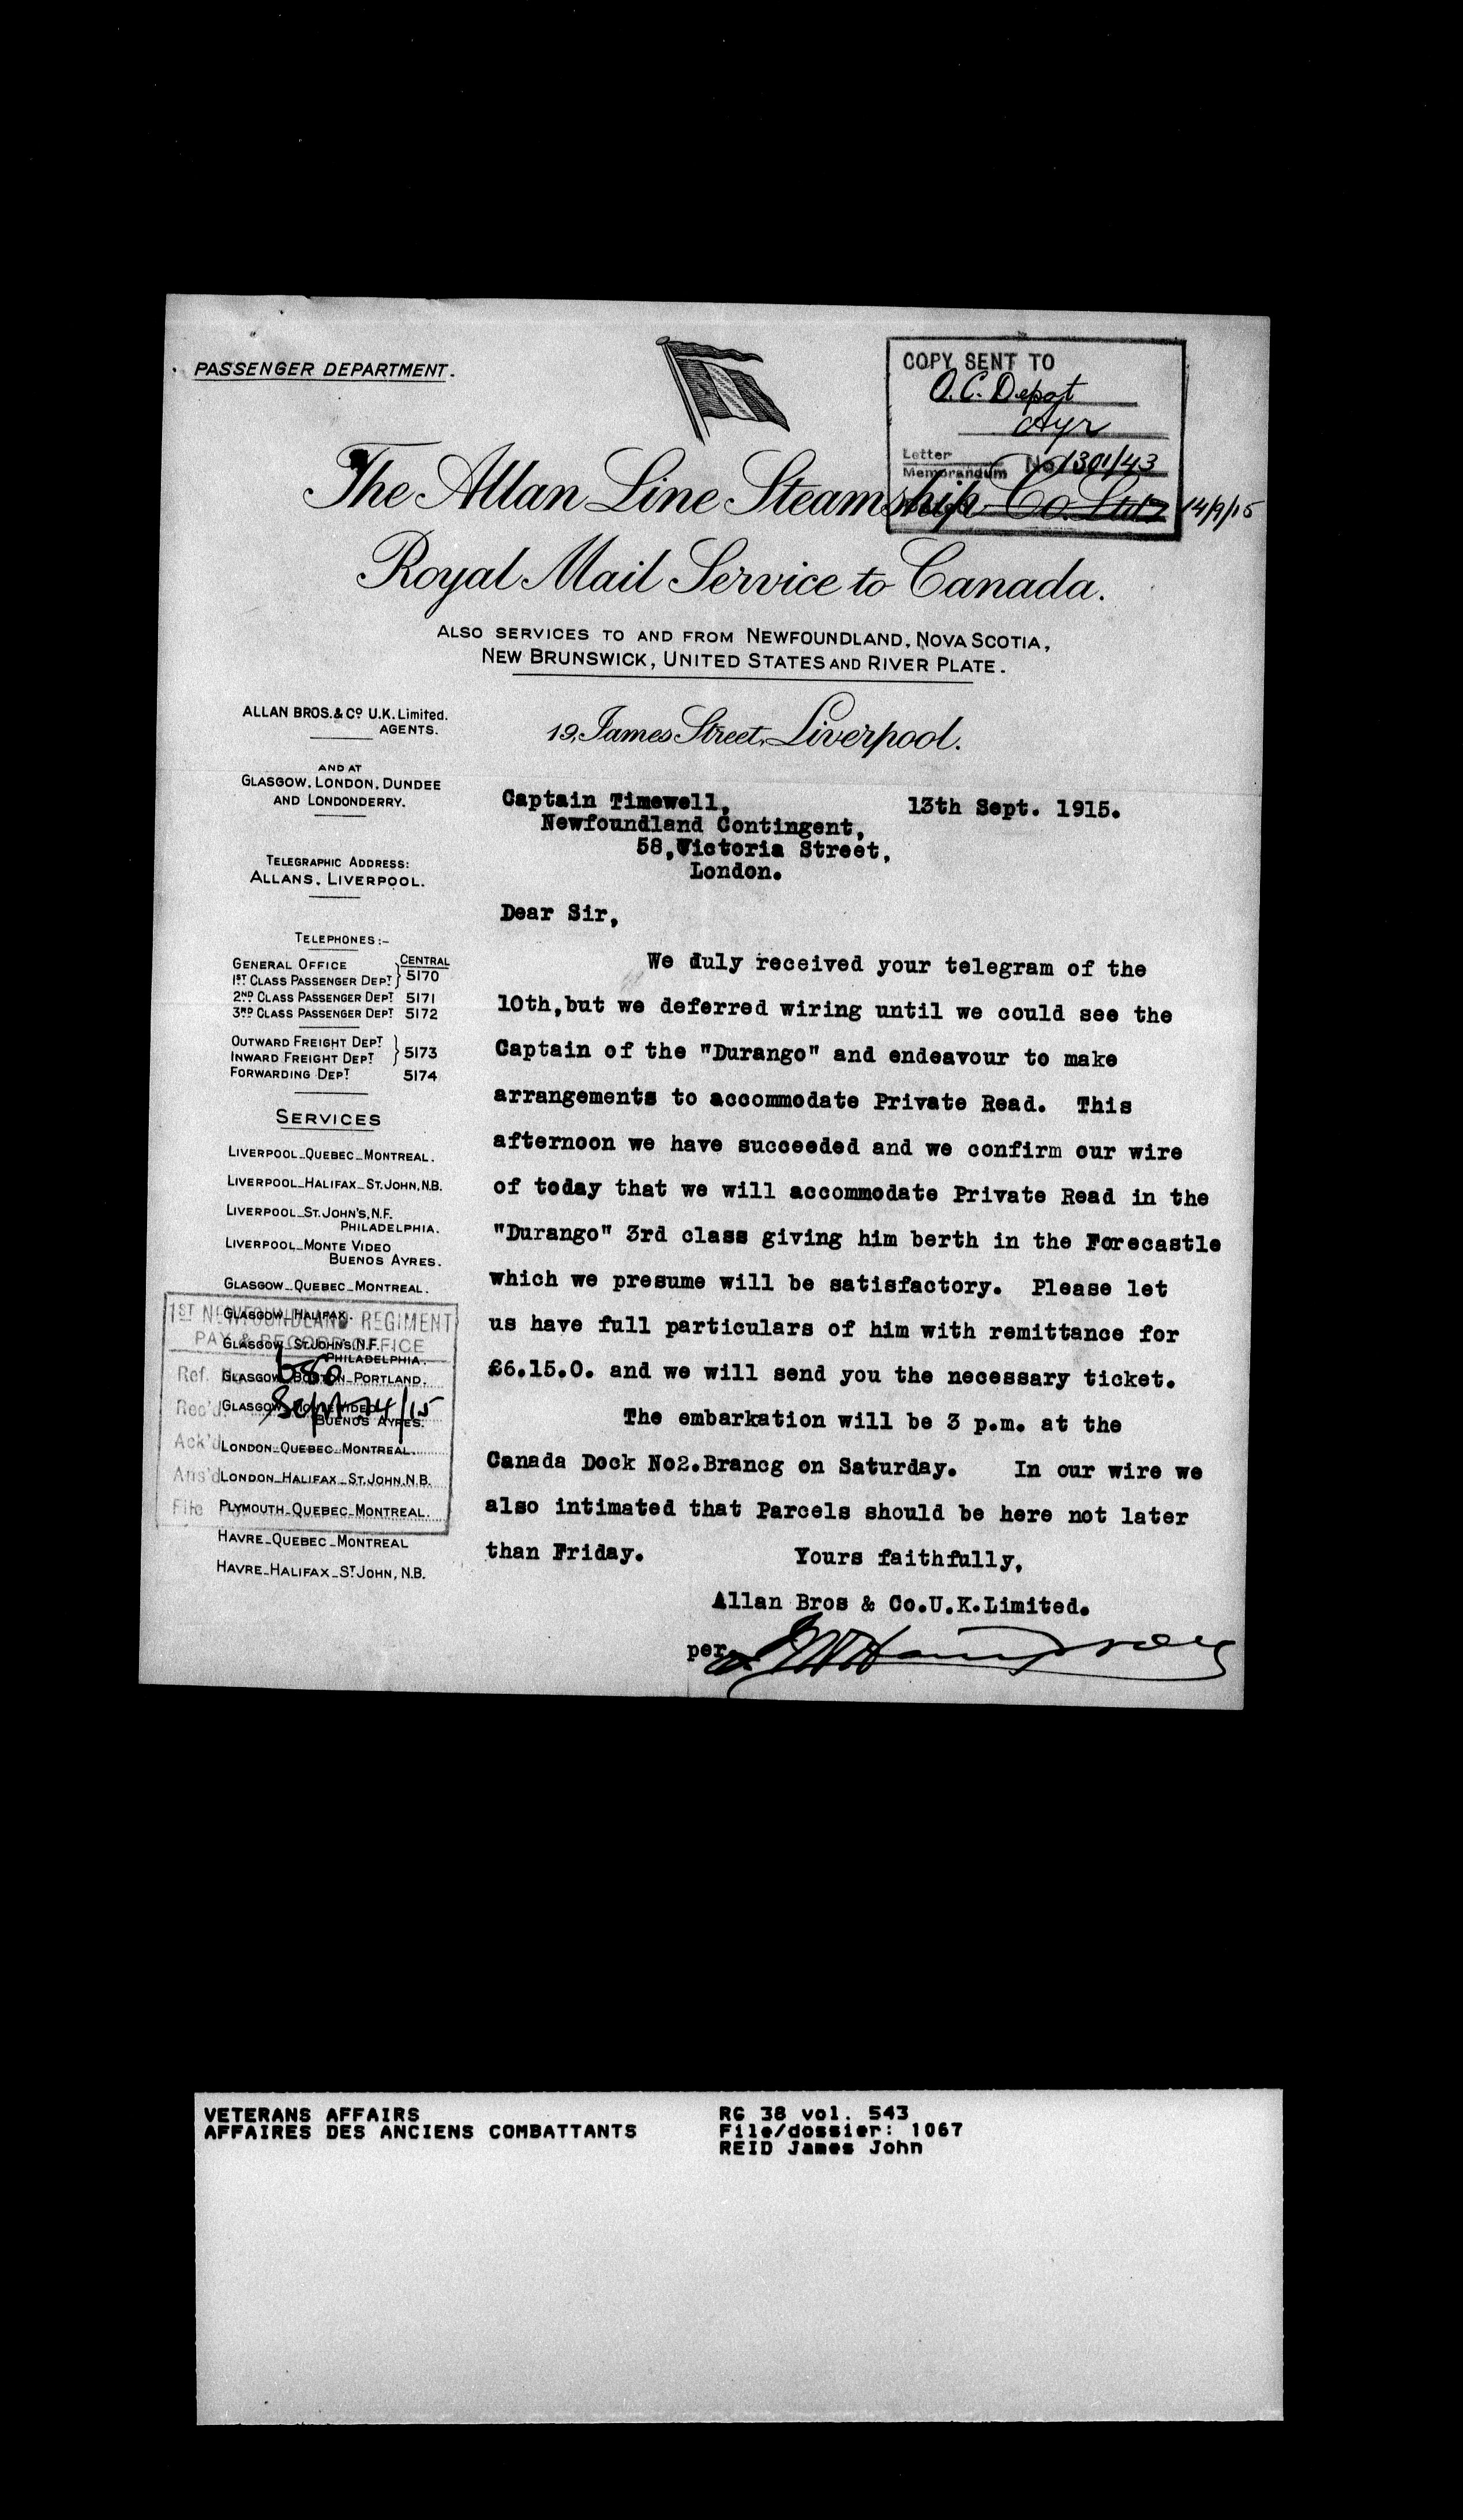 PASSENGER DEPARTMENT.
COPY SENT TO
O.C. Depot
Ayr
Letter
Memorandum No 1301/43
14/9/15
The Allan Line Steamship Co. Ltd
Royal Mail Service to Canada.
ALSO SERVICES TO AND FROM NEWFOUNDLAND, NOVA SCOTIA,
NEW BRUNSWICK, UNITED STATES AND RIVER PLATE.
19, James Street, Liverpool.
ALLAN BROS. & Co U.K. Limited.
AGENTS.
AND AT
GLASGOW, LONDON, DUNDEE
AND LONDONDERRY.
TELEGRAPHIC ADDRESS:
ALLANS, LIVERPOOL.
TELEPHONES:-
CENTRAL
GENERAL OFFICE
1ST CLASS PASSENGER DEPT } 5170
2ND CLASS PASSENGER DEPT 5171
3RD CLASS PASSENGER DEPT 5172
OUTWARD FREIGHT DEPT
INWARD FREIGHT DEPT } 5173
FORWARDING DEPT 5174
SERVICES
LIVERPOOL_QUEBEC_MONTREAL.
LIVERPOOL_HALIFAX_ST. JOHN, N.B.
LIVERPOOL_ST. JOHN'S, N.F.
PHILADELPHIA.
LIVERPOOL_MONTE VIDEO
BUENOS AYRES.
GLASGOW_QUEBEC_MONTREAL.
GLASGOW_HALIFAX.
GLASGOW_ST. JOHN'S, N.F.
PHILADELPHIA.
GLASGOW_BOSTON_PORTLAND.
GLASGOW_MONTE VIDEO
BUENOS AYRES.
LONDON_QUEBEC_MONTREAL.
LONDON_HALIFAX_ST. JOHN, N.B.
PLYMOUTH_QUEBEC_MONTREAL.
HAVRE_QUEBEC_MONTREAL
HAVRE_HALIFAX_ST JOHN, N.B.
1ST NEWFOUNDLAND REGIMENT
PAY & RECORD OFFICE
Ref.
Rec'd. Sept 14/15
Ack'd
Ans'd
File
Captain Timewell, 13th Sept. 1915.
Newfoundland Contingent,
58,Victoria Street,
London.
Dear Sir,
We duly received your telegram of the
10th,but we deferred wiring until we could see the
Captain of the "Durango" and endeavour to make
arrangements to accommodate Private Read. This
afternoon we have succeeded and we confirm our wire
of today that we will accommodate Private Read in the
"Durango" 3rd class giving him berth in the Forecastle
which we presume will be satisfactory. Please let
us have full particulars of him with remittance for
£6.15.0. and we will send you the necessary ticket.
The embarkation will be 3 p.m. at the
Canada Dock No2.Brancg on Saturday. In our wire we
also intimated that Parcels should be here not later
than Friday. Yours faithfully,
Allan Bros & Co.U.K.Limited.
per
VETERANS AFFAIRS
AFFAIRES DES ANCIENS COMBATTANTS
RG 38 vol. 543
File/dossier: 1067
REID James John